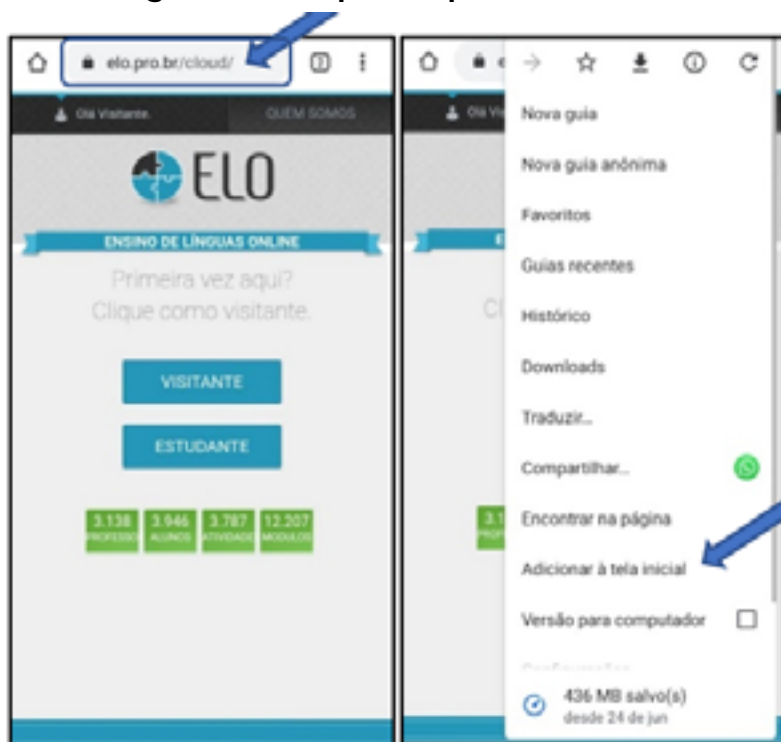 elo.pro.br/cloud/
Olá Visitante.
QUEM SOMOS
ELO
ENSINO DE LÍNGUAS ONLINE
Primeira vez aqui?
Clique como visitante.
VISITANTE
ESTUDANTE
3.138 3.946 3.787 12.207
ALUNOS ATIVIDADE MODULOS
Olá Vis
Nova guia
Nova guia anônima
Favoritos
Guias recentes
Histórico
Downloads
Traduzir...
Compartilhar...
Encontrar na página
Adicionar à tela inicial
Versão para computador
Configurações
436 MB salvo(s)
desde 24 de jun